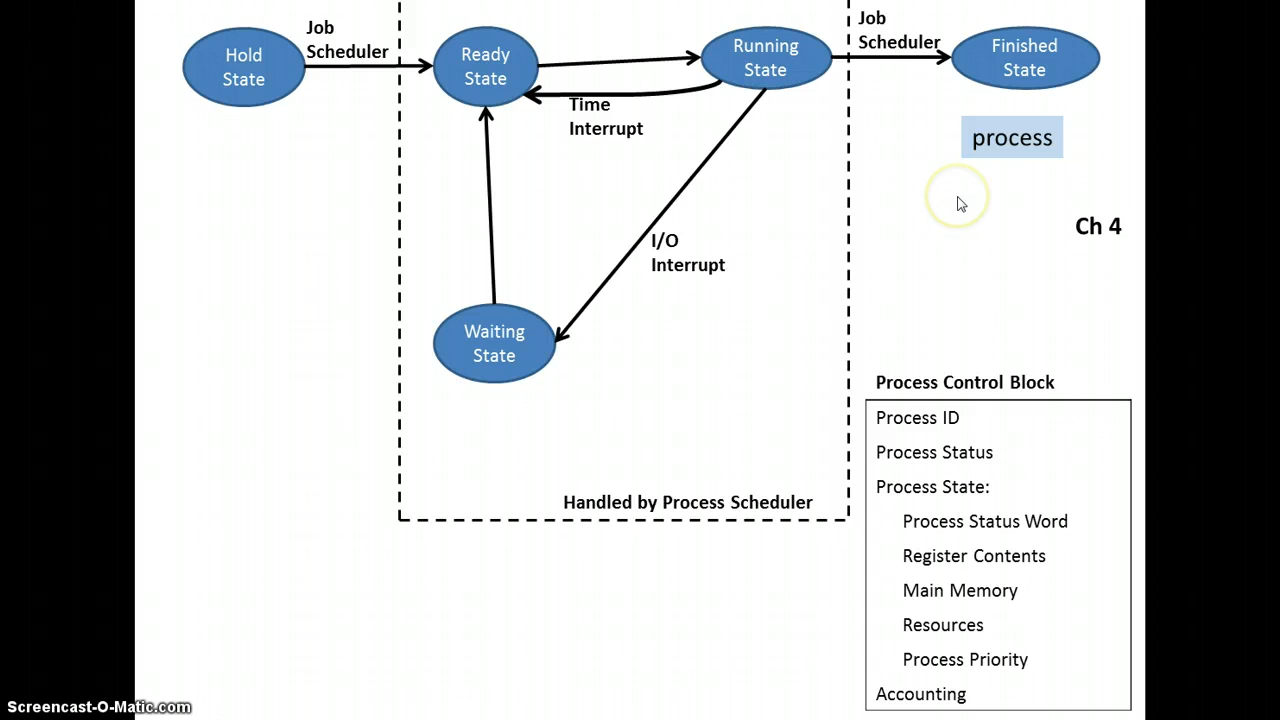 Hold
State
Job
Scheduler
Ready
State
Running
State
Job
Scheduler
Finished
State
Time
Interrupt
process
Ch 4
I/O
Interrupt
Waiting
State
Handled by Process Scheduler
Process Control Block
Process ID
Process Status
Process State:
Process Status Word
Register Contents
Main Memory
Resources
Process Priority
Accounting
Screencast-O-Matic.com